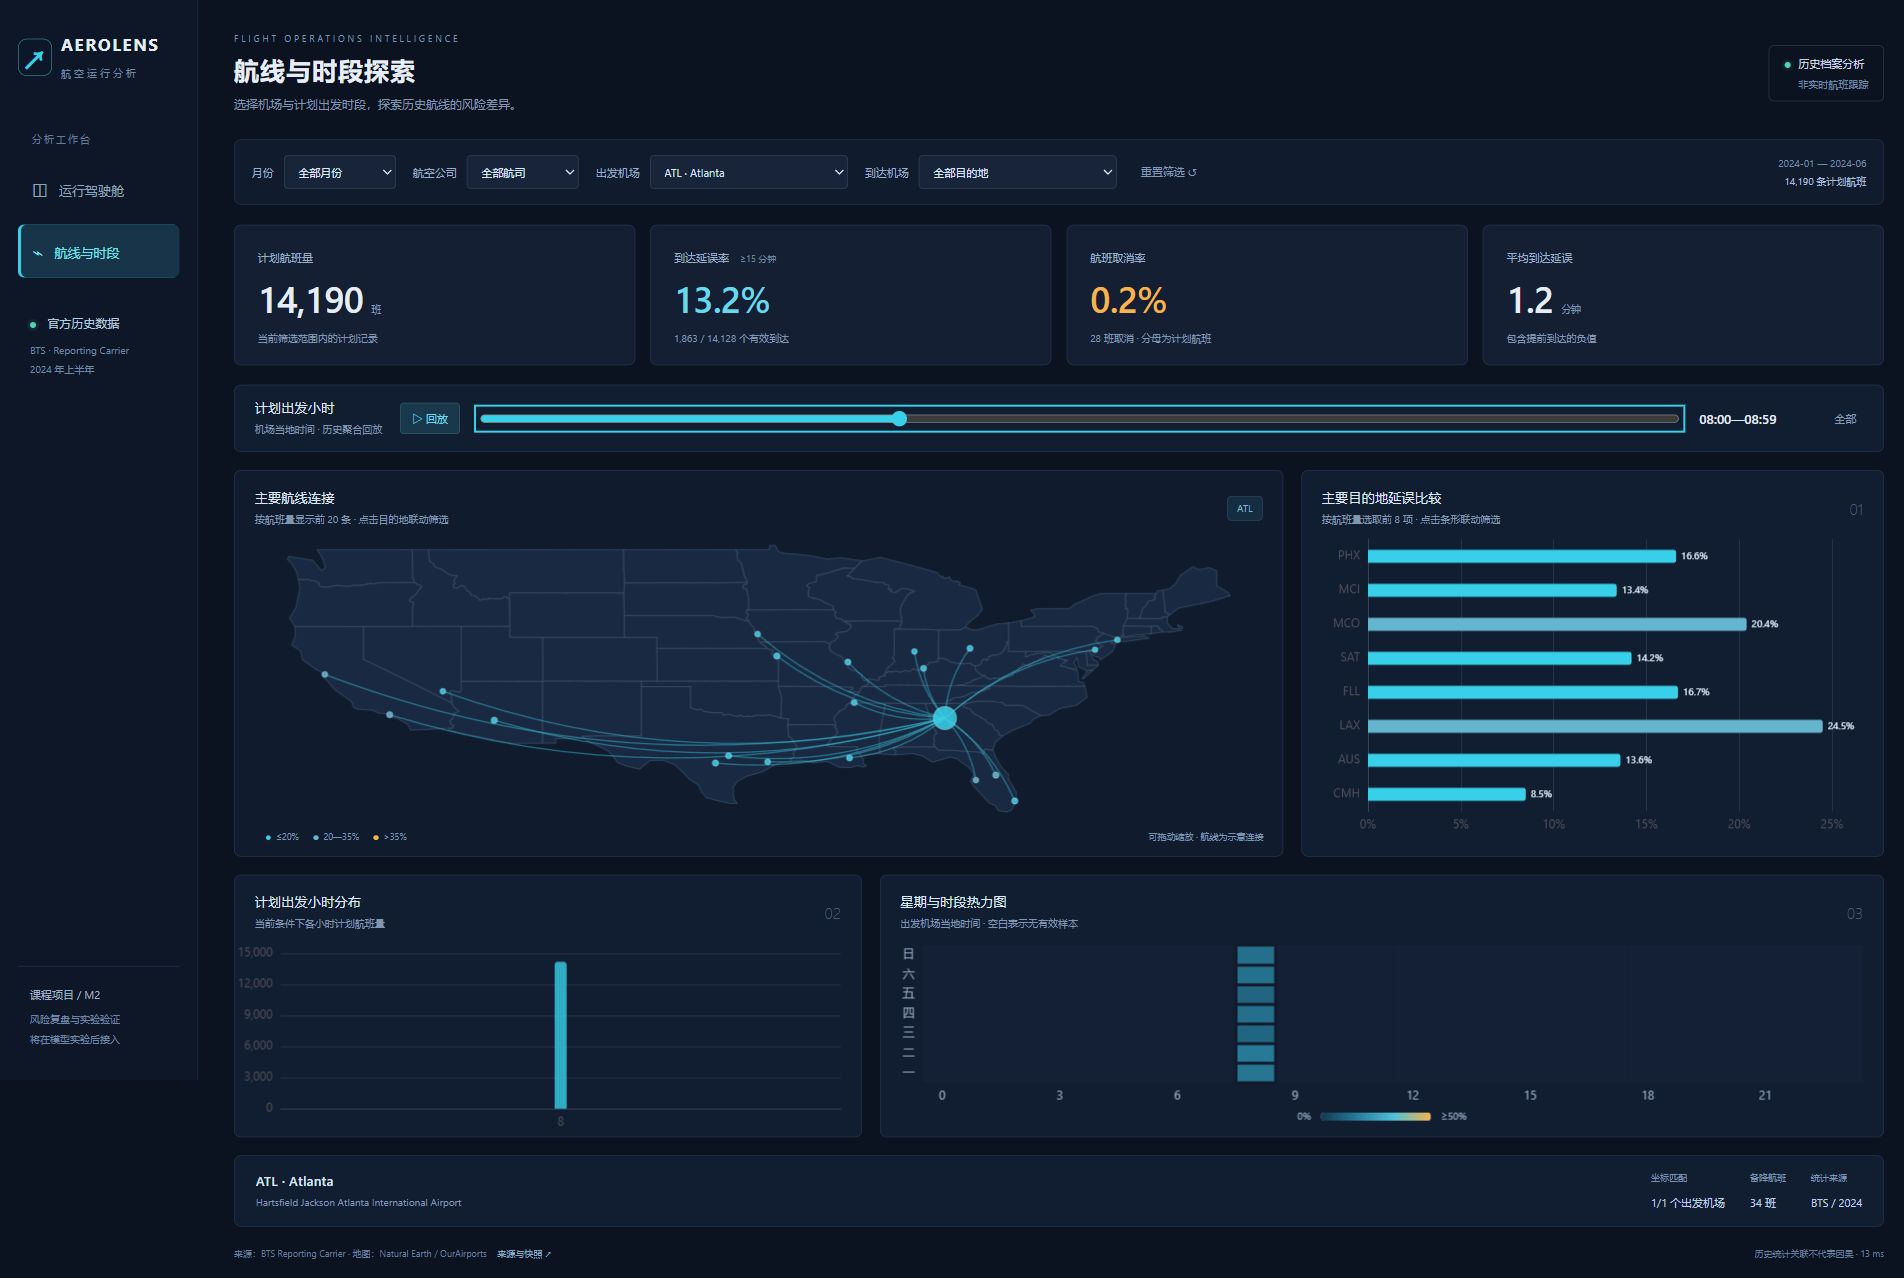 AEROLENS
航空运行分析
分析工作台
运行驾驶舱
航线与时段
官方历史数据
BTS · Reporting Carrier
2024 年上半年
课程项目 / M2
风险复盘与实验验证
将在模型实验后接入
FLIGHT OPERATIONS INTELLIGENCE
航线与时段探索
选择机场与计划出发时段，探索历史航线的风险差异。
历史档案分析
非实时航班跟踪
月份 全部月份 航空公司 全部航司 出发机场 ATL · Atlanta 到达机场 全部目的地 重置筛选 ↺
2024-01 — 2024-06
14,190 条计划航班
计划航班量
14,190 班
当前筛选范围内的计划记录
到达延误率 ≥15 分钟
13.2%
1,863 / 14,128 个有效到达
航班取消率
0.2%
28 班取消 · 分母为计划航班
平均到达延误
1.2 分钟
包含提前到达的负值
计划出发小时
机场当地时间 · 历史聚合回放
▷ 回放
08:00—08:59
全部
主要航线连接
按航班量显示前 20 条 · 点击目的地联动筛选
ATL
≤20% 20—35% >35%
可拖动缩放 · 航线为示意连接
主要目的地延误比较
按航班量选取前 8 项 · 点击条形联动筛选
01
PHX 16.6%
MCI 13.4%
MCO 20.4%
SAT 14.2%
FLL 16.7%
LAX 24.5%
AUS 13.6%
CMH 8.5%
0% 5% 10% 15% 20% 25%
计划出发小时分布
当前条件下各小时计划航班量
02
15,000
12,000
9,000
6,000
3,000
0
8
星期与时段热力图
出发机场当地时间 · 空白表示无有效样本
03
日
六
五
四
三
二
一
0 3 6 9 12 15 18 21
0% ≥50%
ATL · Atlanta
Hartsfield Jackson Atlanta International Airport
坐标匹配
1/1 个出发机场
备降航班
34 班
统计来源
BTS / 2024
来源：BTS Reporting Carrier · 地图：Natural Earth / OurAirports 来源与快照 ↗
历史统计关联不代表因果 · 13 ms